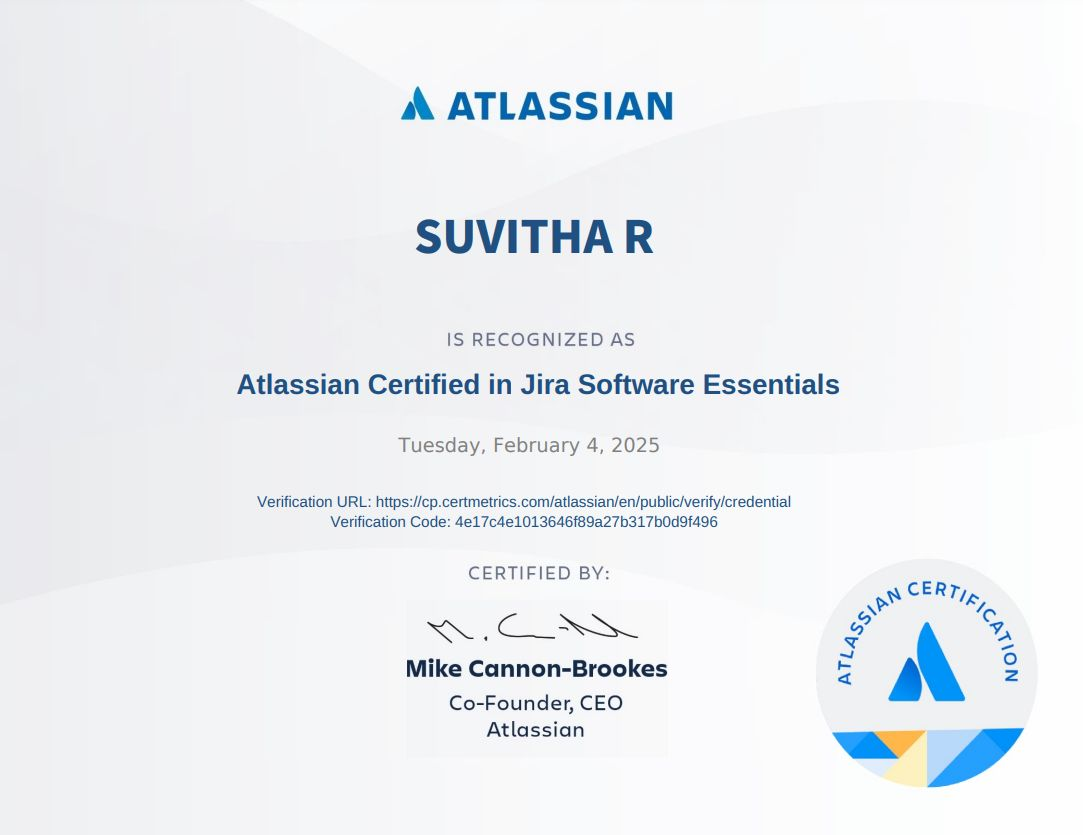 ATLASSIAN
SUVITHA R
IS RECOGNIZED AS
Atlassian Certified in Jira Software Essentials
Tuesday, February 4, 2025
Verification URL: https://cp.certmetrics.com/atlassian/en/public/verify/credential
Verification Code: 4e17c4e1013646f89a27b317b0d9f496
CERTIFIED BY:
Mike Cannon-Brookes
Co-Founder, CEO
Atlassian
ATLASSIAN CERTIFICATION